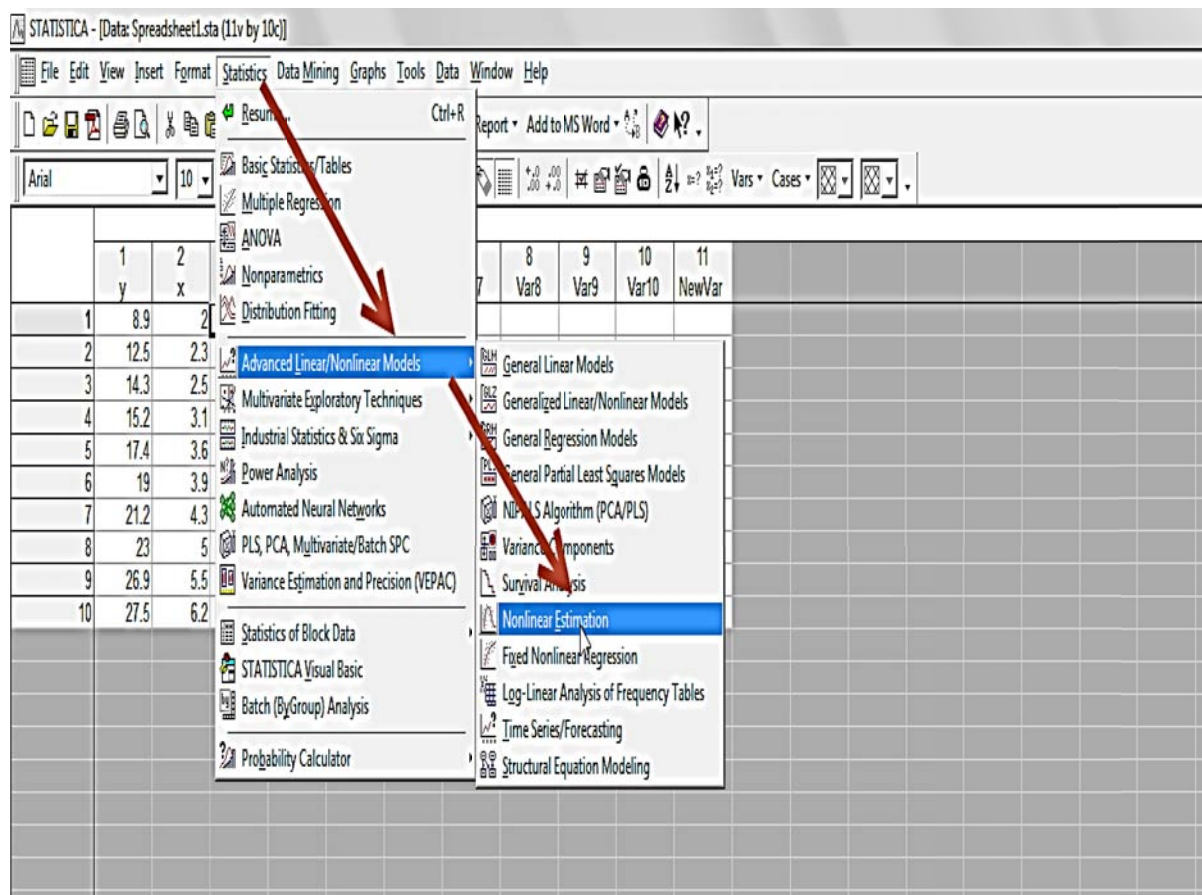 STATISTICA - [Data: Spreadsheet1.sta (11v by 10c)]
File Edit View Insert Format Statistics Data Mining Graphs Tools Data Window Help
Resum... Ctrl+R
Report Add to MS Word
Arial 10 Vars Cases
Basic Statistics/Tables
Multiple Regression
ANOVA
Nonparametrics
Distribution Fitting
Advanced Linear/Nonlinear Models
Multivariate Exploratory Techniques
Industrial Statistics & Six Sigma
Power Analysis
Automated Neural Networks
PLS, PCA, Multivariate/Batch SPC
Variance Estimation and Precision (VEPAC)
Statistics of Block Data
STATISTICA Visual Basic
Batch (ByGroup) Analysis
Probability Calculator
General Linear Models
Generalized Linear/Nonlinear Models
General Regression Models
General Partial Least Squares Models
NIPALS Algorithm (PCA/PLS)
Variance Components
Survival Analysis
Nonlinear Estimation
Fixed Nonlinear Regression
Log-Linear Analysis of Frequency Tables
Time Series/Forecasting
Structural Equation Modeling
1 2 8 9 10 11
y x 7 Var8 Var9 Var10 NewVar
1 8.9 2
2 12.5 2.3
3 14.3 2.5
4 15.2 3.1
5 17.4 3.6
6 19 3.9
7 21.2 4.3
8 23 5
9 26.9 5.5
10 27.5 6.2